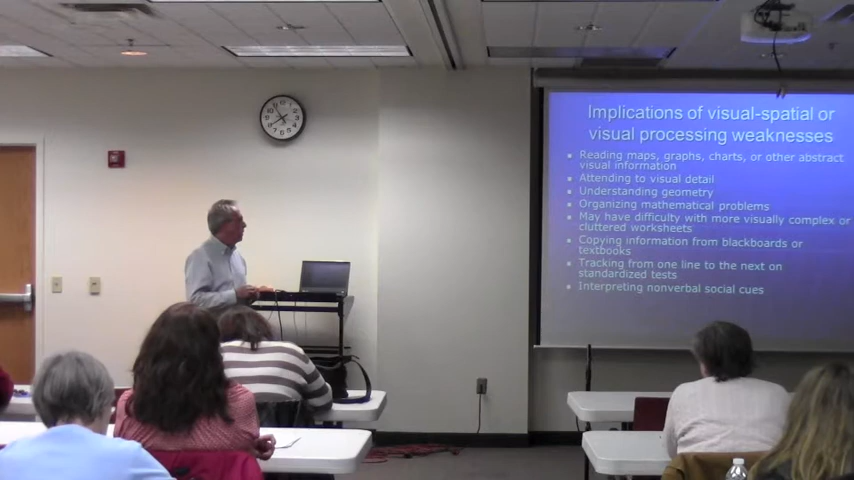 Implications of visual-spatial or
visual processing weaknesses
Reading maps, graphs, charts, or other abstract
visual information
Attending to visual detail
Understanding geometry
Organizing mathematical problems
May have difficulty with more visually complex or
cluttered worksheets
Copying information from blackboards or
textbooks
Tracking from one line to the next on
standardized tests
Interpreting nonverbal social cues